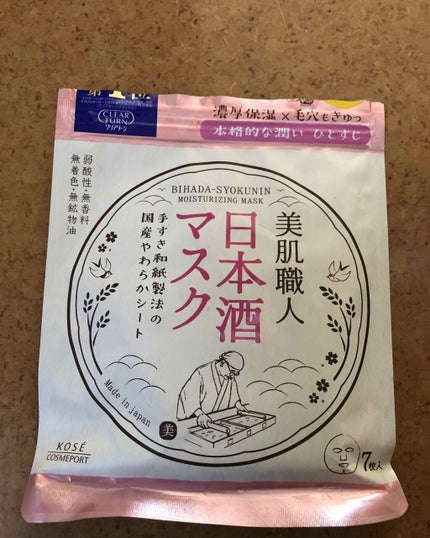 第1位
CLEAR
TURN
クリアターン
濃厚保湿×毛穴もきゅっ
本格的な潤い ひとすじ
弱酸性・無香料
無着色・無鉱物油
BIHADA-SYOKUNIN
MOISTURIZING MASK
美肌職人
日本酒
マスク
手すき和紙製法の
国産やわらかシート
Made in Japan
美
KOSÉ
COSMEPORT
7枚入